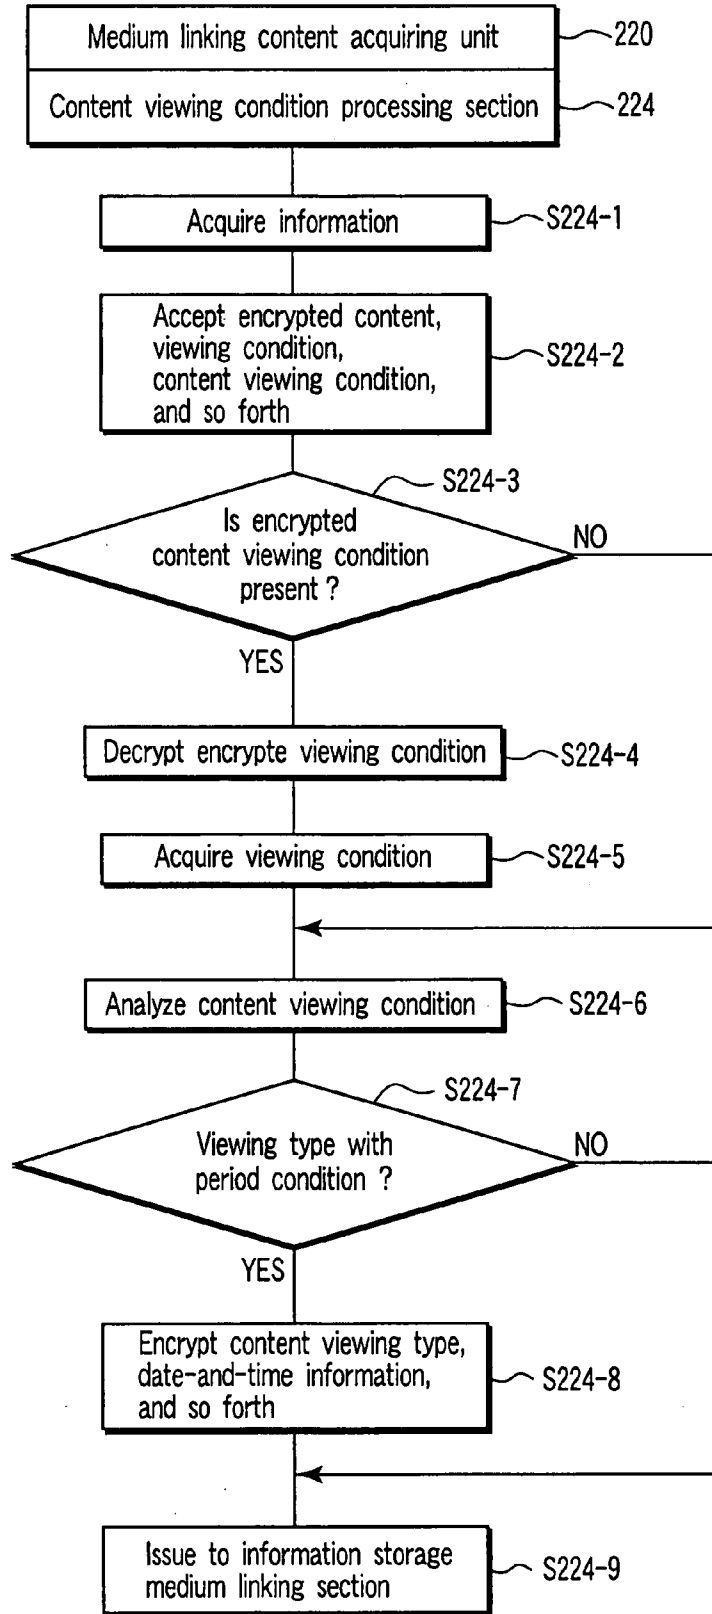 Medium linking content acquiring unit
220
Content viewing condition processing section
224
Acquire information
S224-1
Accept encrypted content,
viewing condition,
content viewing condition,
and so forth
S224-2
S224-3
Is encrypted
content viewing condition
present ?
NO
YES
Decrypt encrypte viewing condition
S224-4
Acquire viewing condition
S224-5
Analyze content viewing condition
S224-6
S224-7
Viewing type with
period condition ?
NO
YES
Encrypt content viewing type,
date-and-time information,
and so forth
S224-8
Issue to information storage
medium linking section
S224-9